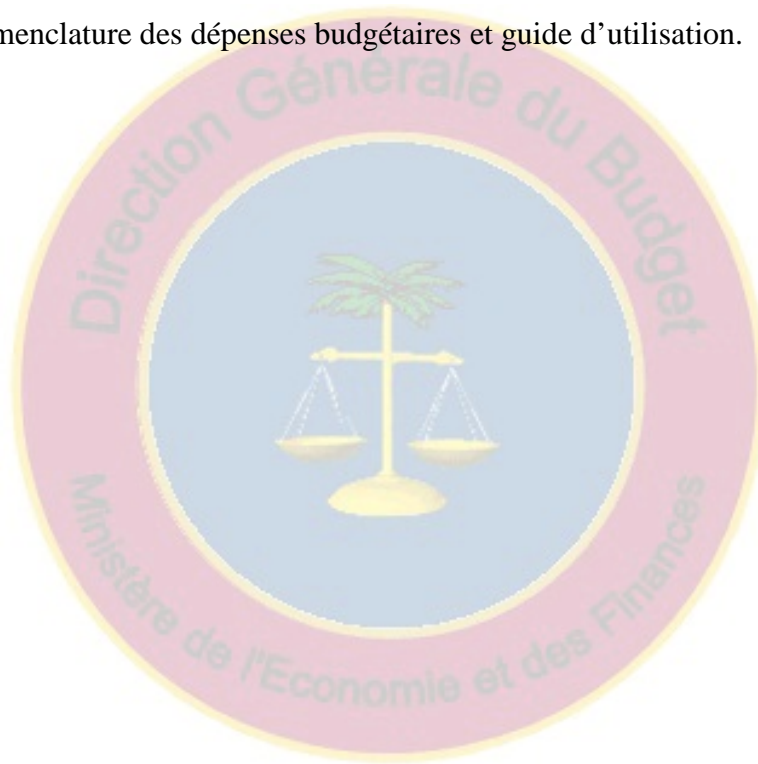 menclature des dépenses budgétaires et guide d’utilisation.
Direction Générale du Budget
Ministère de l'Economie et des Finances